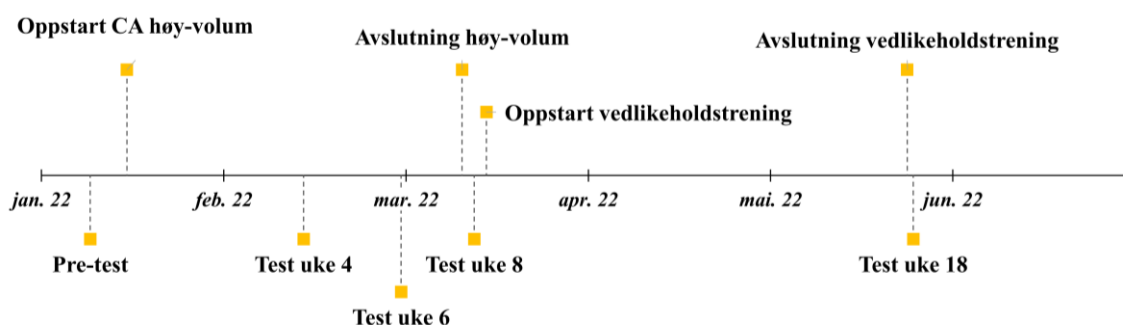 Oppstart CA høy-volum
Avslutning høy-volum
Avslutning vedlikeholdstrening
Oppstart vedlikeholdstrening
jan. 22
feb. 22
mar. 22
apr. 22
mai. 22
jun. 22
Pre-test
Test uke 4
Test uke 8
Test uke 18
Test uke 6